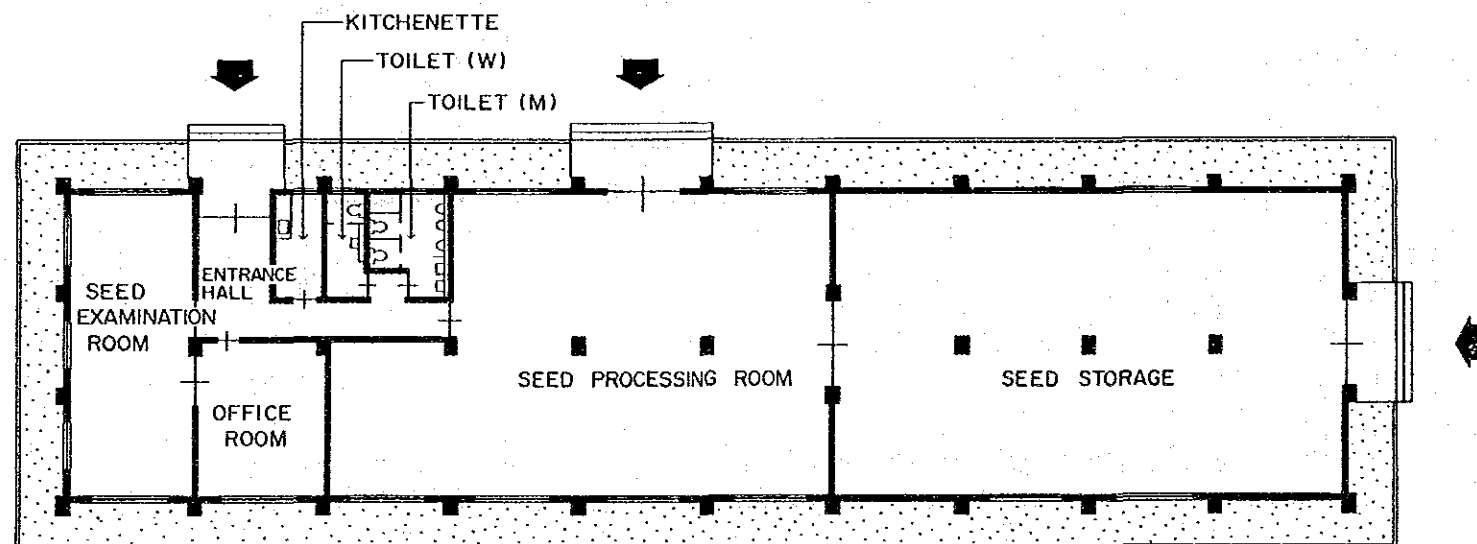 KITCHENETTE
TOILET (W)
TOILET (M)
ENTRANCE
HALL
SEED
EXAMINATION
ROOM
OFFICE
ROOM
SEED PROCESSING ROOM
SEED STORAGE